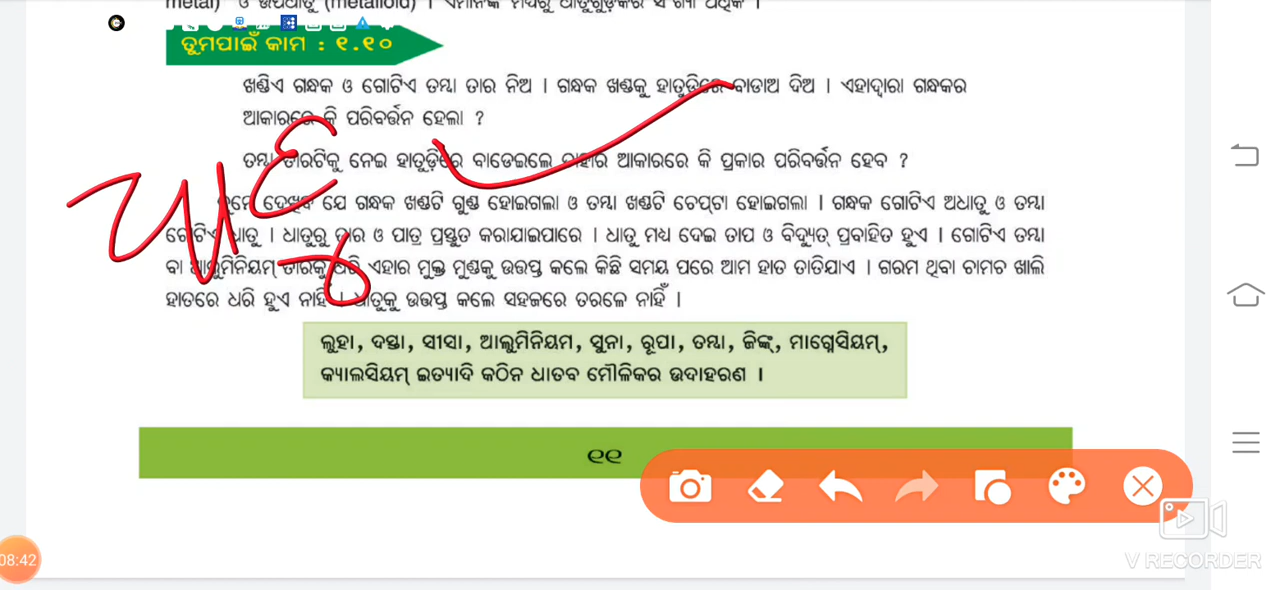 metal) ଓ ଉପଧାତୁ (metalloid) ।
ତୁମପାଇଁ କାମ : ୧.୧୦
ଖଣ୍ଡିଏ ଗନ୍ଧକ ଓ ଗୋଟିଏ ତମ୍ବା ତାର ନିଅ । ଗନ୍ଧକ ଖଣ୍ଡକୁ ହାତୁଡ଼ିରେ ବାଡାଅ ଦିଅ । ଏହାଦ୍ଵାରା ଗନ୍ଧକର
ଆକାରରେ କି ପରିବର୍ତ୍ତନ ହେଲା ?
ତମ୍ବା ତାରଟିକୁ ନେଇ ହାତୁଡ଼ିରେ ବାଡେଇଲେ ତାହାର ଆକାରରେ କି ପ୍ରକାର ପରିବର୍ତ୍ତନ ହେବ ?
ତୁମେ ଦେଖିବ ଯେ ଗନ୍ଧକ ଖଣ୍ଡଟି ଗୁଣ୍ଡ ହୋଇଗଲା ଓ ତମ୍ବା ଖଣ୍ଡଟି ଚେପ୍ଟା ହୋଇଗଲା । ଗନ୍ଧକ ଗୋଟିଏ ଅଧାତୁ ଓ ତମ୍ବା
ଗୋଟିଏ ଧାତୁ । ଧାତୁରୁ ତାର ଓ ପାତ୍ର ପ୍ରସ୍ତୁତ କରାଯାଇପାରେ । ଧାତୁ ମଧ୍ୟ ଦେଇ ତାପ ଓ ବିଦ୍ୟୁତ୍ ପ୍ରବାହିତ ହୁଏ । ଗୋଟିଏ ତମ୍ବା
ବା ଆଲୁମିନିୟମ୍ ତାରକୁ ଧରି ଏହାର ମୁକ୍ତ ମୁଣ୍ଡକୁ ଉତ୍ତପ୍ତ କଲେ କିଛି ସମୟ ପରେ ଆମ ହାତ ତାତିଯାଏ । ଗରମ ଥିବା ଚାମଚ ଖାଲି
ହାତରେ ଧରି ହୁଏ ନାହିଁ । ଧାତୁକୁ ଉତ୍ତପ୍ତ କଲେ ସହଜରେ ତରଳେ ନାହିଁ ।
ଲୁହା, ଦସ୍ତା, ସୀସା, ଆଲୁମିନିୟମ, ସୁନା, ରୂପା, ତମ୍ବା, ଜିଙ୍କ୍, ମାଗ୍ନେସିୟମ୍,
କ୍ୟାଲସିୟମ୍ ଇତ୍ୟାଦି କଠିନ ଧାତବ ମୌଳିକର ଉଦାହରଣ ।
୧୧
08:42
V RECORDER